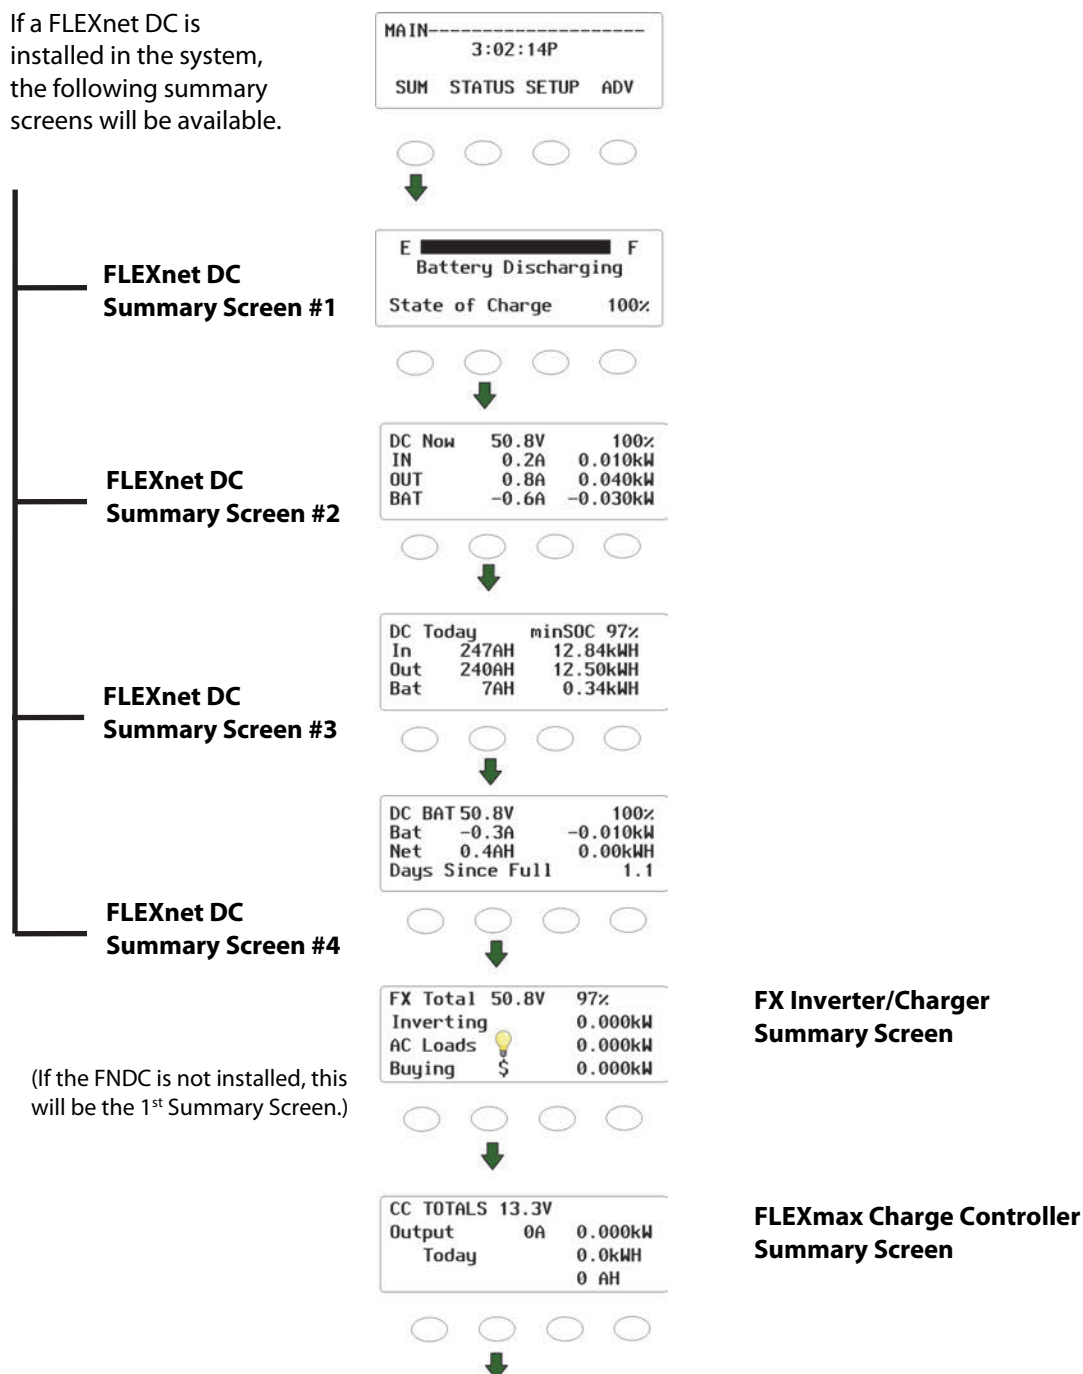 If a FLEXnet DC is
installed in the system,
the following summary
screens will be available.
MAIN--------------------
3:02:14P
SUM STATUS SETUP ADV
FLEXnet DC
Summary Screen #1
E F
Battery Discharging
State of Charge 100%
FLEXnet DC
Summary Screen #2
DC Now 50.8V 100%
IN 0.2A 0.010kW
OUT 0.8A 0.040kW
BAT -0.6A -0.030kW
FLEXnet DC
Summary Screen #3
DC Today minSOC 97%
In 247AH 12.84kWH
Out 240AH 12.50kWH
Bat 7AH 0.34kWH
FLEXnet DC
Summary Screen #4
DC BAT 50.8V 100%
Bat -0.3A -0.010kW
Net 0.4AH 0.00kWH
Days Since Full 1.1
(If the FNDC is not installed, this
will be the 1st Summary Screen.)
FX Total 50.8V 97%
Inverting 0.000kW
AC Loads 0.000kW
Buying $ 0.000kW
FX Inverter/Charger
Summary Screen
CC TOTALS 13.3V
Output 0A 0.000kW
Today 0.0kWH
0 AH
FLEXmax Charge Controller
Summary Screen